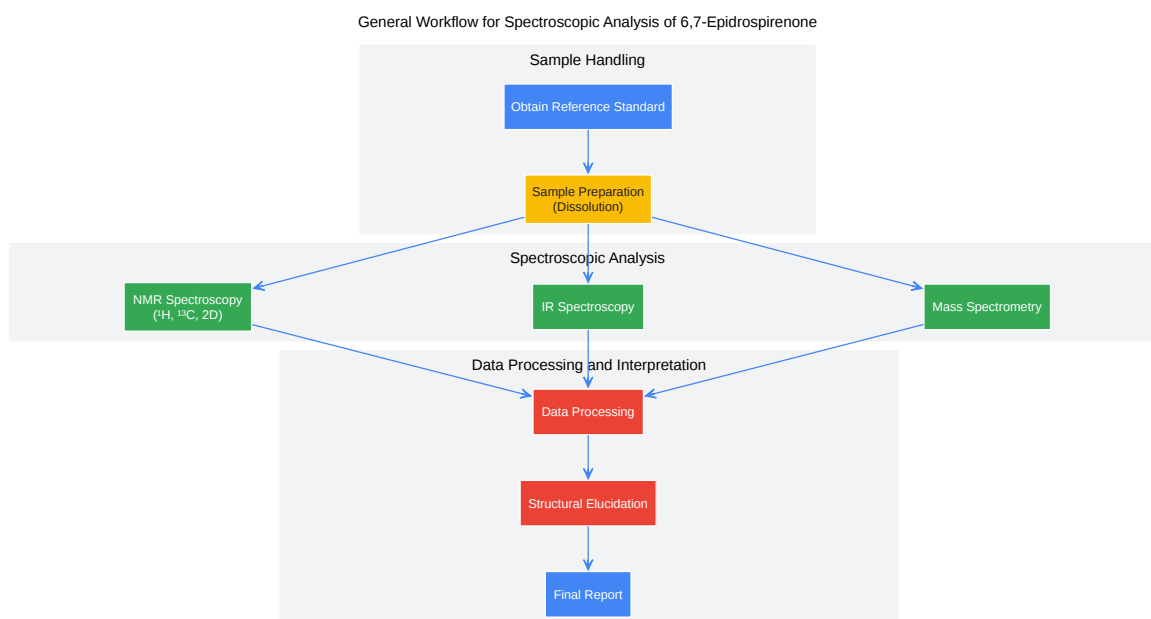 General Workflow for Spectroscopic Analysis of 6,7-Epidrospirenone
Sample Handling
Obtain Reference Standard
Sample Preparation
(Dissolution)
Spectroscopic Analysis
NMR Spectroscopy
(¹H, ¹³C, 2D)
IR Spectroscopy
Mass Spectrometry
Data Processing and Interpretation
Data Processing
Structural Elucidation
Final Report